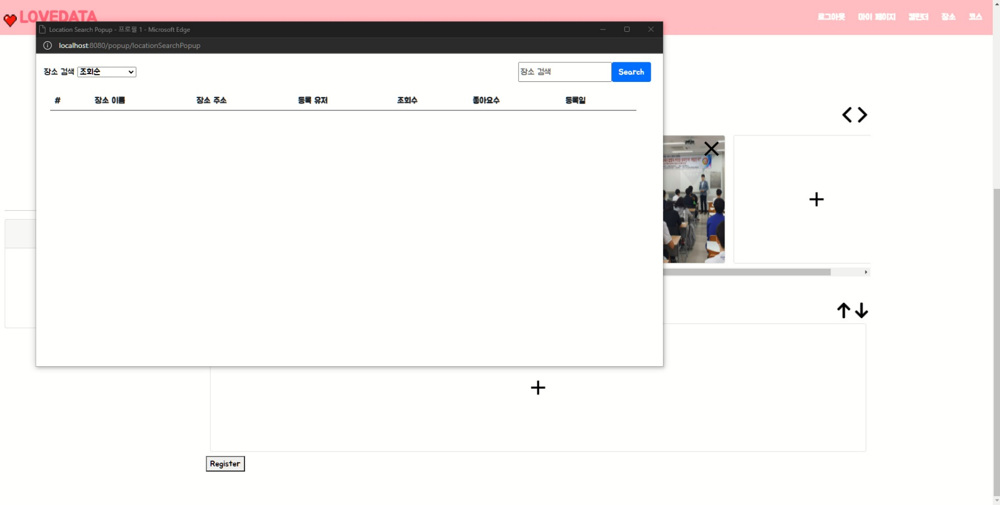 LOVEDATA
로그아웃 마이 페이지 캘린더 장소 코스
Location Search Popup - 프로필 1 - Microsoft Edge
localhost:8080/popup/locationSearchPopup
장소 검색 조회순
장소 검색 Search
# 장소 이름 장소 주소 등록 유저 조회수 좋아요수 등록일
Register